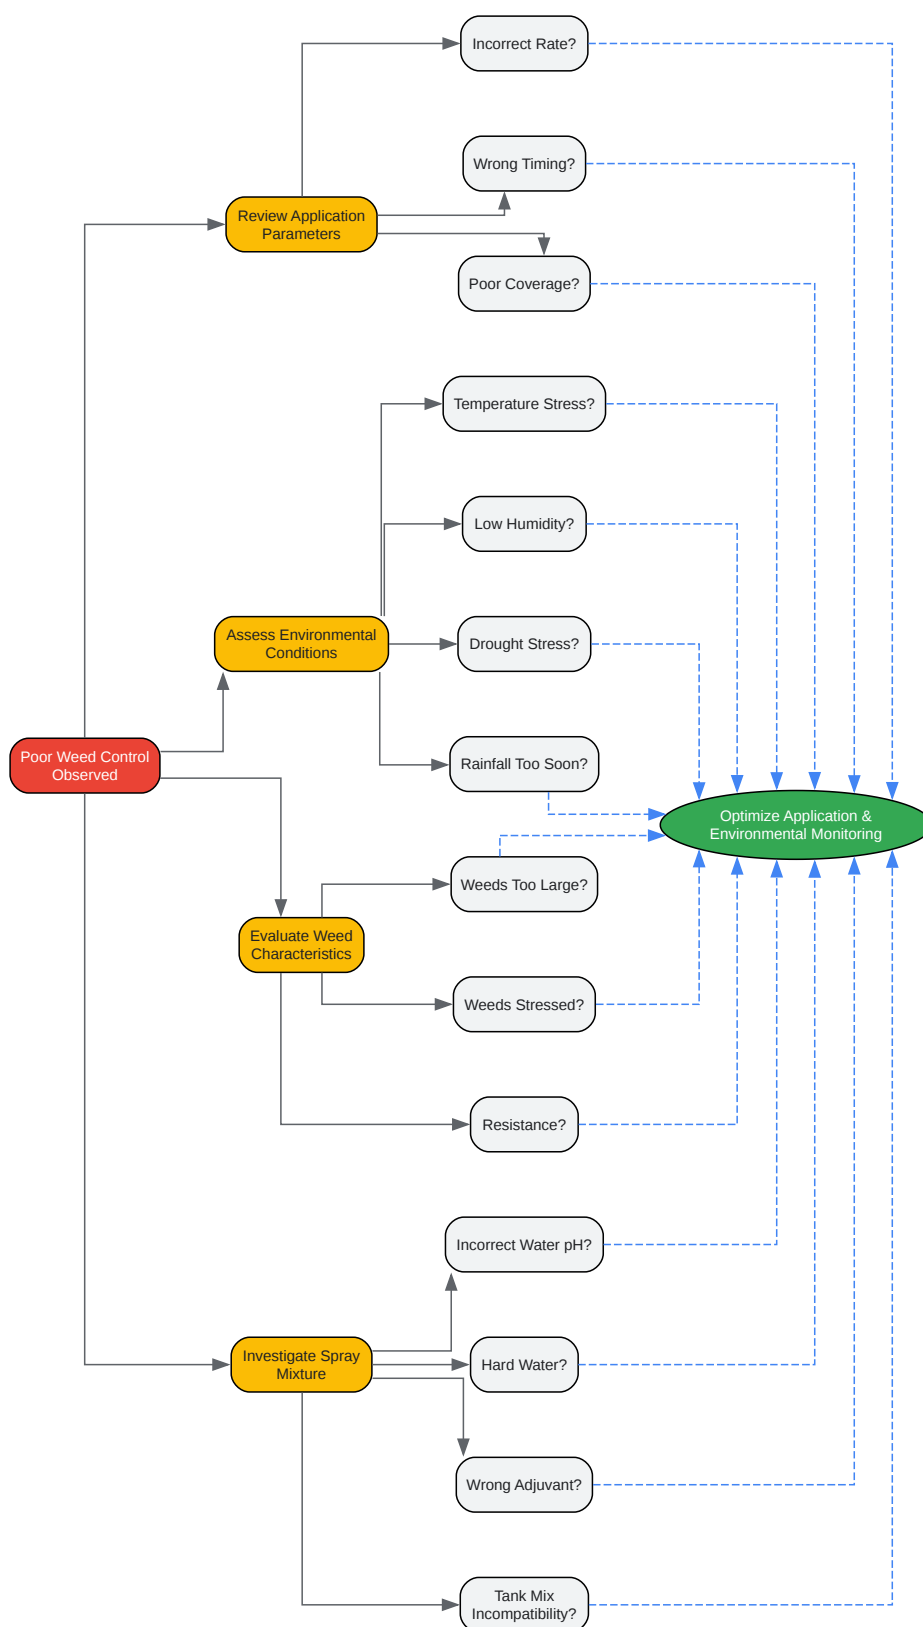 Incorrect Rate?
Wrong Timing?
Review Application
Parameters
Poor Coverage?
Temperature Stress?
Low Humidity?
Assess Environmental
Conditions
Drought Stress?
Poor Weed Control
Observed
Rainfall Too Soon?
Optimize Application &
Environmental Monitoring
Weeds Too Large?
Evaluate Weed
Characteristics
Weeds Stressed?
Resistance?
Incorrect Water pH?
Investigate Spray
Mixture
Hard Water?
Wrong Adjuvant?
Tank Mix
Incompatibility?